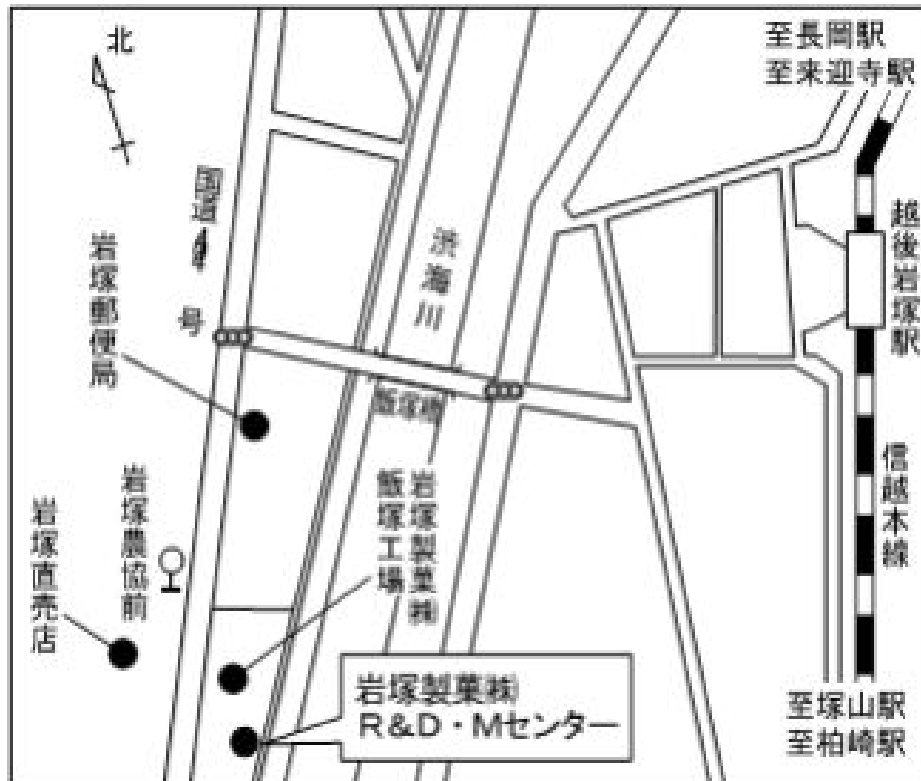 北
至長岡駅
至来迎寺駅
国道
号
渋海川
越後岩塚駅
岩塚郵便局
飯塚橋
信越本線
岩塚製菓㈱
飯塚工場
岩塚農協前
岩塚直売店
岩塚製菓㈱
R&D・Mセンター
至塚山駅
至柏崎駅